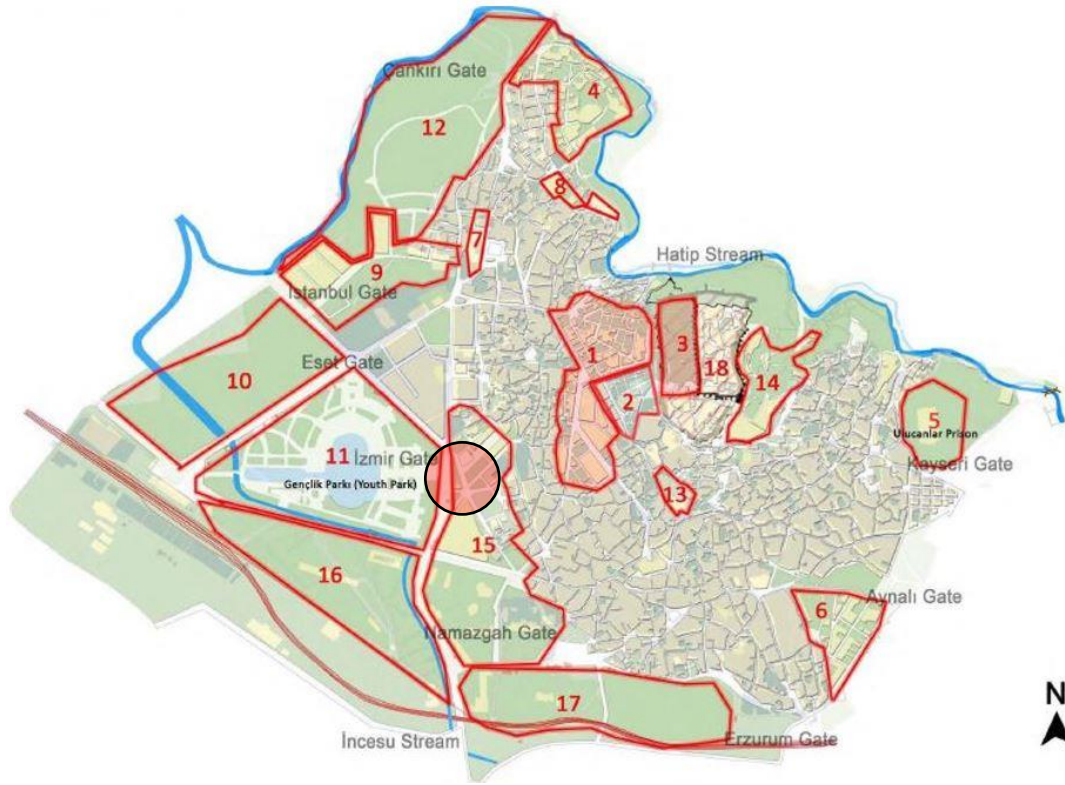 Çankırı Gate
4
12
8
7
Hatip Stream
9
İstanbul Gate
1
3
18
Eset Gate
14
10
2
5
Ulucanlar Prison
11
İzmir Gate
Kayseri Gate
Gençlik Parkı (Youth Park)
13
15
16
Aynalı Gate
6
Namazgah Gate
N
17
İncesu Stream
Erzurum Gate